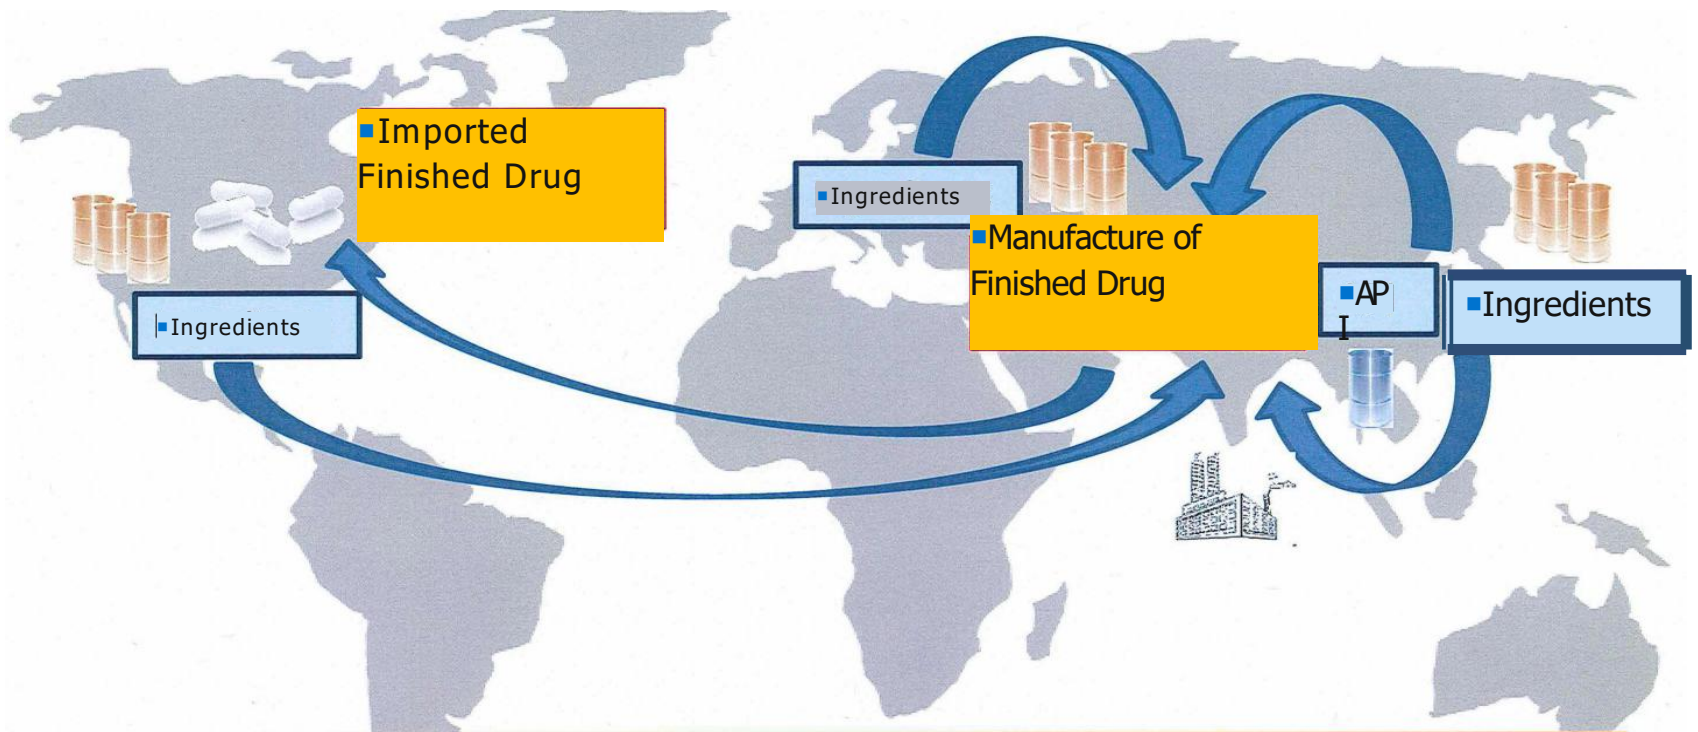 ▪Imported
Finished Drug
▪Ingredients
▪Manufacture of
Finished Drug
▪AP
I
▪Ingredients
▪Ingredients